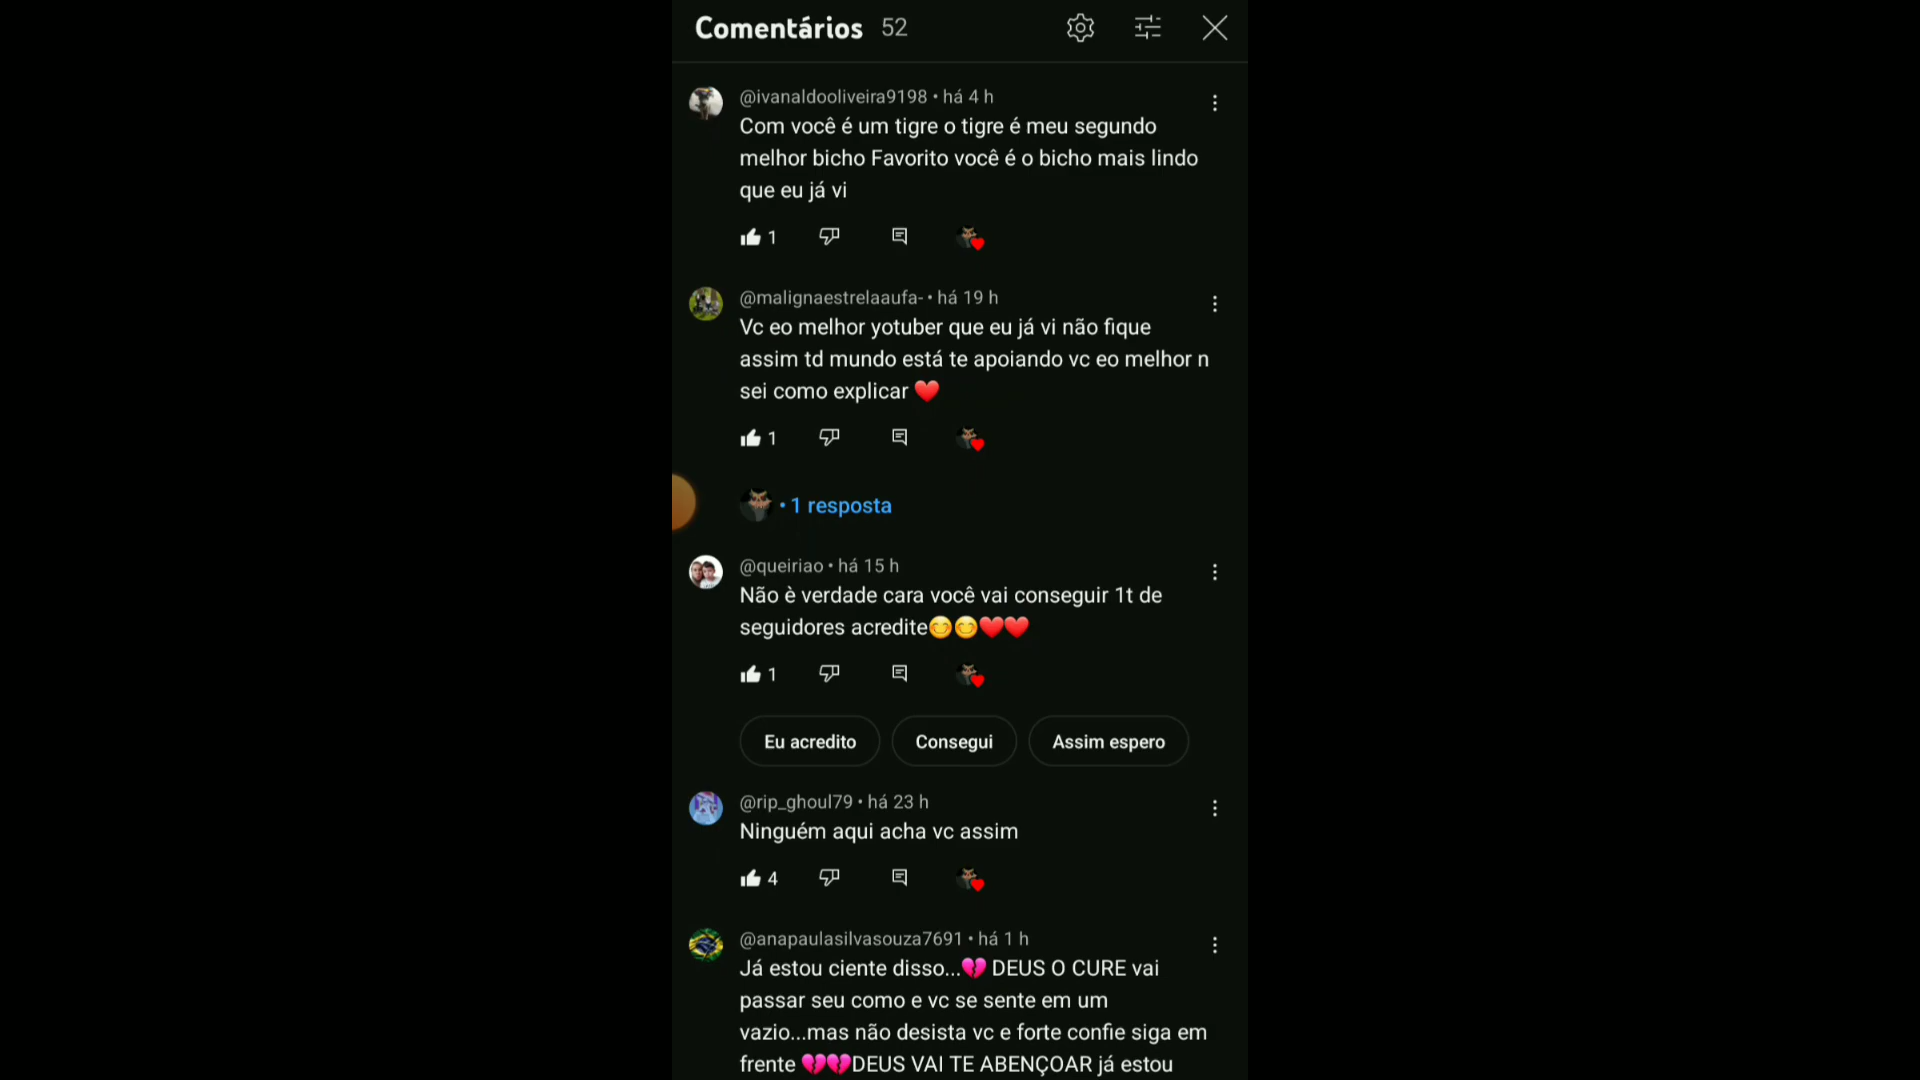 Comentários 52
@ivanaldooliveira9198 • há 4 h
Com você é um tigre o tigre é meu segundo
melhor bicho Favorito você é o bicho mais lindo
que eu já vi
1
@malignaestrelaaufa- • há 19 h
Vc eo melhor yotuber que eu já vi não fique
assim td mundo está te apoiando vc eo melhor n
sei como explicar ❤️
1
• 1 resposta
@queiriao • há 15 h
Não è verdade cara você vai conseguir 1t de
seguidores acredite😊😊❤️❤️
1
Eu acredito Consegui Assim espero
@rip_ghoul79 • há 23 h
Ninguém aqui acha vc assim
4
@anapaulasilvasouza7691 • há 1 h
Já estou ciente disso...💔 DEUS O CURE vai
passar seu como e vc se sente em um
vazio...mas não desista vc e forte confie siga em
frente 💔💔DEUS VAI TE ABENÇOAR já estou